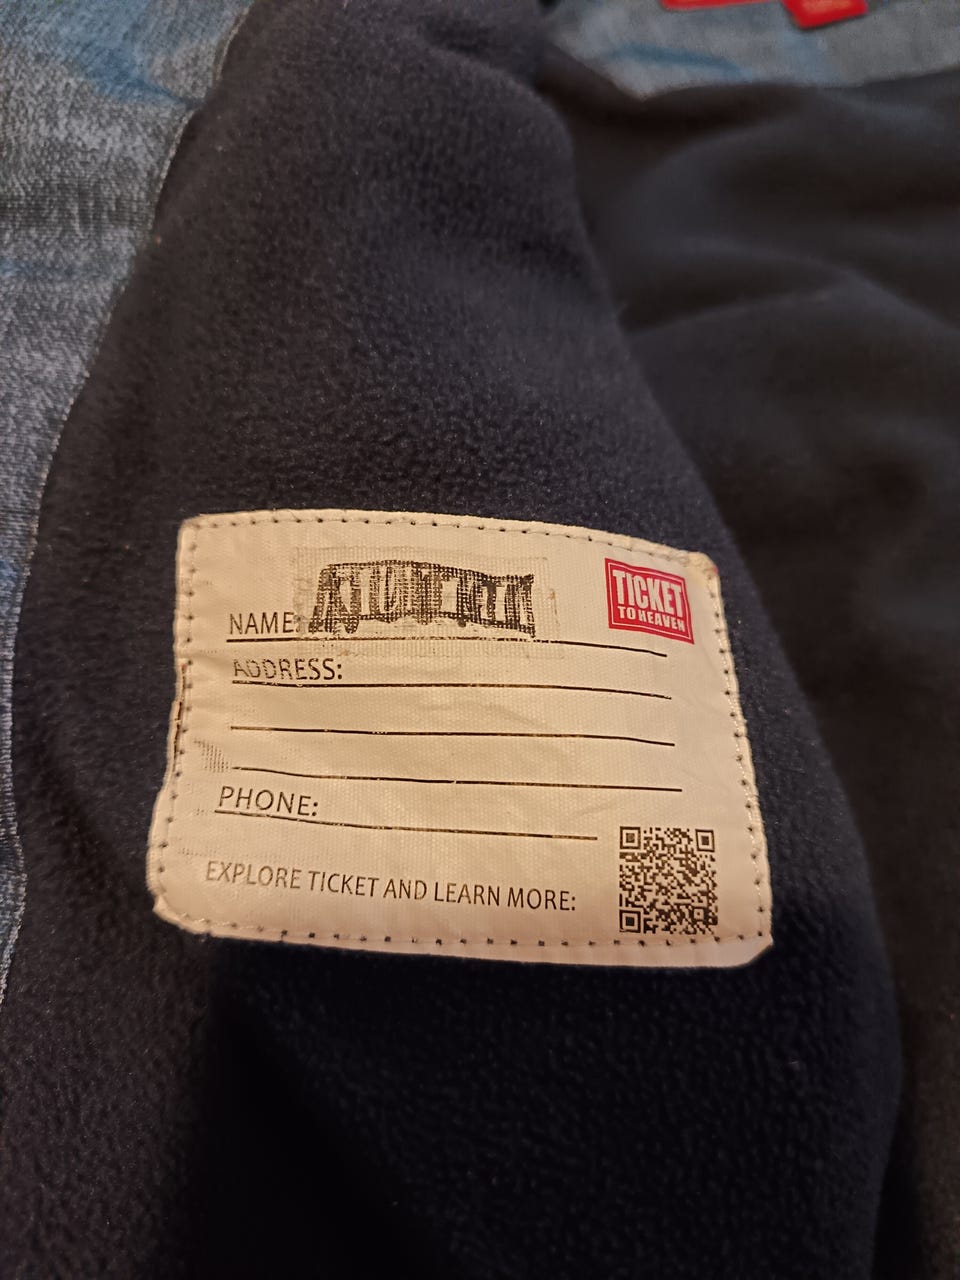 TICKET
TO HEAVEN
NAME:
ADDRESS:
PHONE:
EXPLORE TICKET AND LEARN MORE: